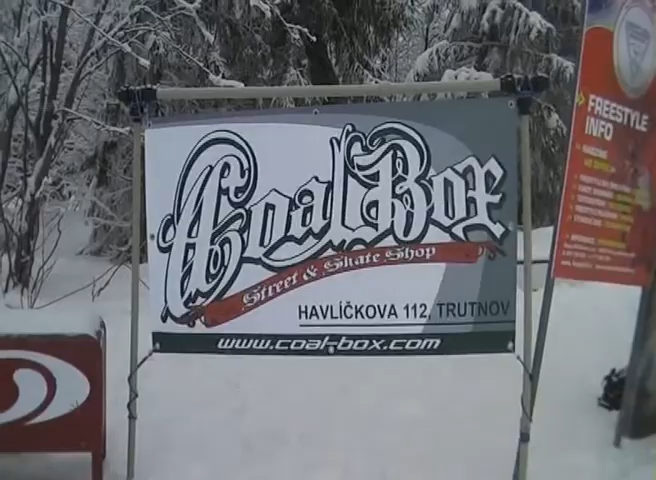 CoalBox
Street & Skate Shop
HAVLÍČKOVA 112, TRUTNOV
www.coal-box.com
FREESTYLE
INFO